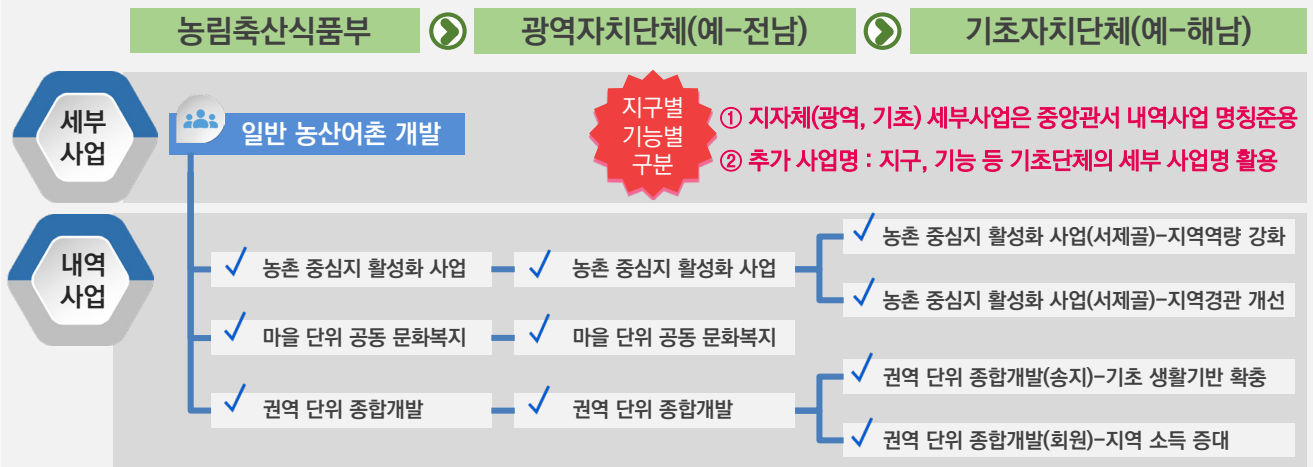 농림축산식품부
광역자치단체(예-전남)
기초자치단체(예-해남)
세부
사업
일반 농산어촌 개발
지구별
기능별
구분
① 지자체(광역, 기초) 세부사업은 중앙관서 내역사업 명칭준용
② 추가 사업명 : 지구, 기능 등 기초단체의 세부 사업명 활용
내역
사업
농촌 중심지 활성화 사업
농촌 중심지 활성화 사업
농촌 중심지 활성화 사업(서제골)-지역역량 강화
농촌 중심지 활성화 사업(서제골)-지역경관 개선
마을 단위 공동 문화복지
마을 단위 공동 문화복지
권역 단위 종합개발
권역 단위 종합개발
권역 단위 종합개발(송지)-기초 생활기반 확충
권역 단위 종합개발(회원)-지역 소득 증대